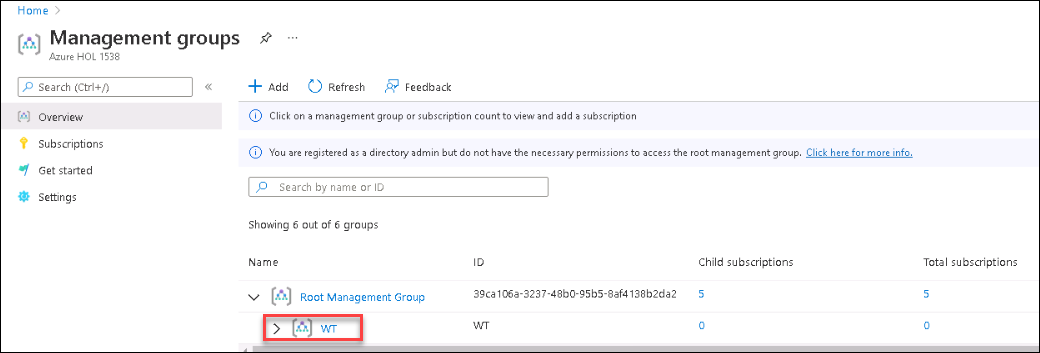 Home >
Management groups
Azure HOL 1538
Search (Ctrl+/)
Overview
Subscriptions
Get started
Settings
Add Refresh Feedback
Click on a management group or subscription count to view and add a subscription
You are registered as a directory admin but do not have the necessary permissions to access the root management group. Click here for more info.
Search by name or ID
Showing 6 out of 6 groups
Name ID Child subscriptions Total subscriptions
Root Management Group 39ca106a-3237-48b0-95b5-8af4138b2da2 5 5
WT WT 0 0